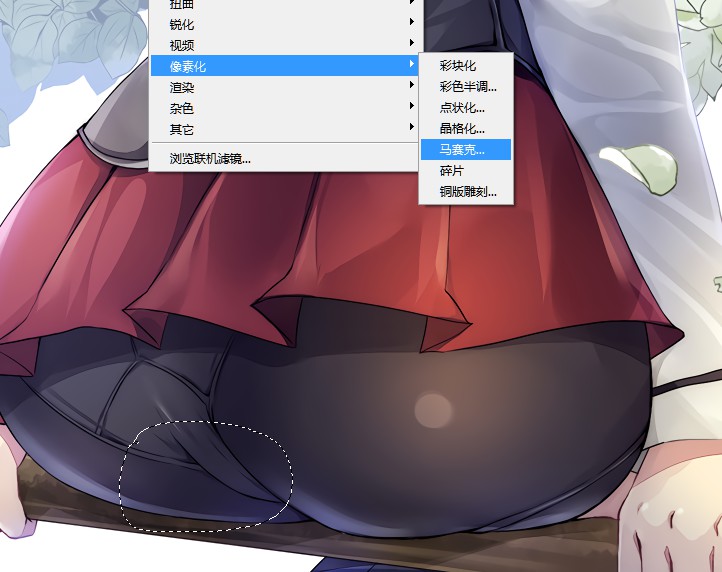 扭曲
锐化
视频
像素化
渲染
杂色
其它
浏览联机滤镜...
彩块化
彩色半调...
点状化...
晶格化...
马赛克...
碎片
铜版雕刻...